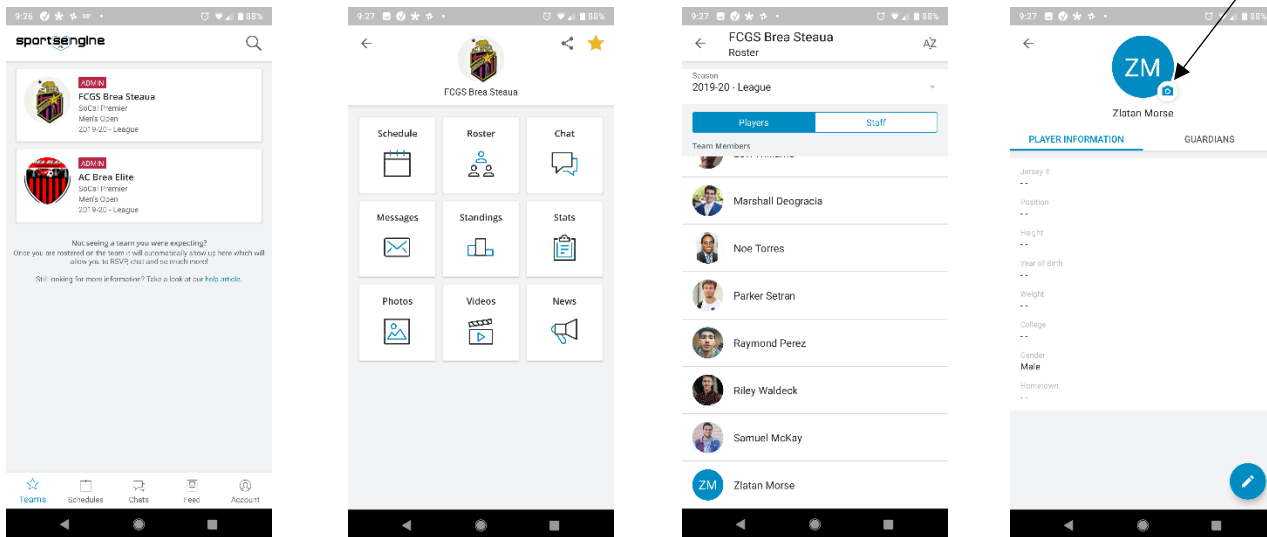 9:26 88%
sportsengine
ADMIN
FCGS Brea Steaua
SoCal Premier
Men's Open
2019-20 - League
ADMIN
AC Brea Elite
SoCal Premier
Men's Open
2019-20 - League
Not seeing a team you were expecting?
Once you are rostered on the team it will automatically show up here which will
allow you to RSVP, chat and so much more!
Still looking for more information? Take a look at our help article.
Teams Schedules Chats Feed Account
9:27 88%
FCGS Brea Steaua
Schedule Roster Chat
Messages Standings Stats
Photos Videos News
9:27 88%
FCGS Brea Steaua
Roster
AZ
Season
2019-20 - League
Players Staff
Team Members
Marshall Deogracia
Noe Torres
Parker Setran
Raymond Perez
Riley Waldeck
Samuel McKay
ZM Zlatan Morse
9:27 88%
ZM
Zlatan Morse
PLAYER INFORMATION GUARDIANS
Jersey #
--
Position
--
Height
--
Year of Birth
--
Weight
--
College
--
Gender
Male
Hometown
--